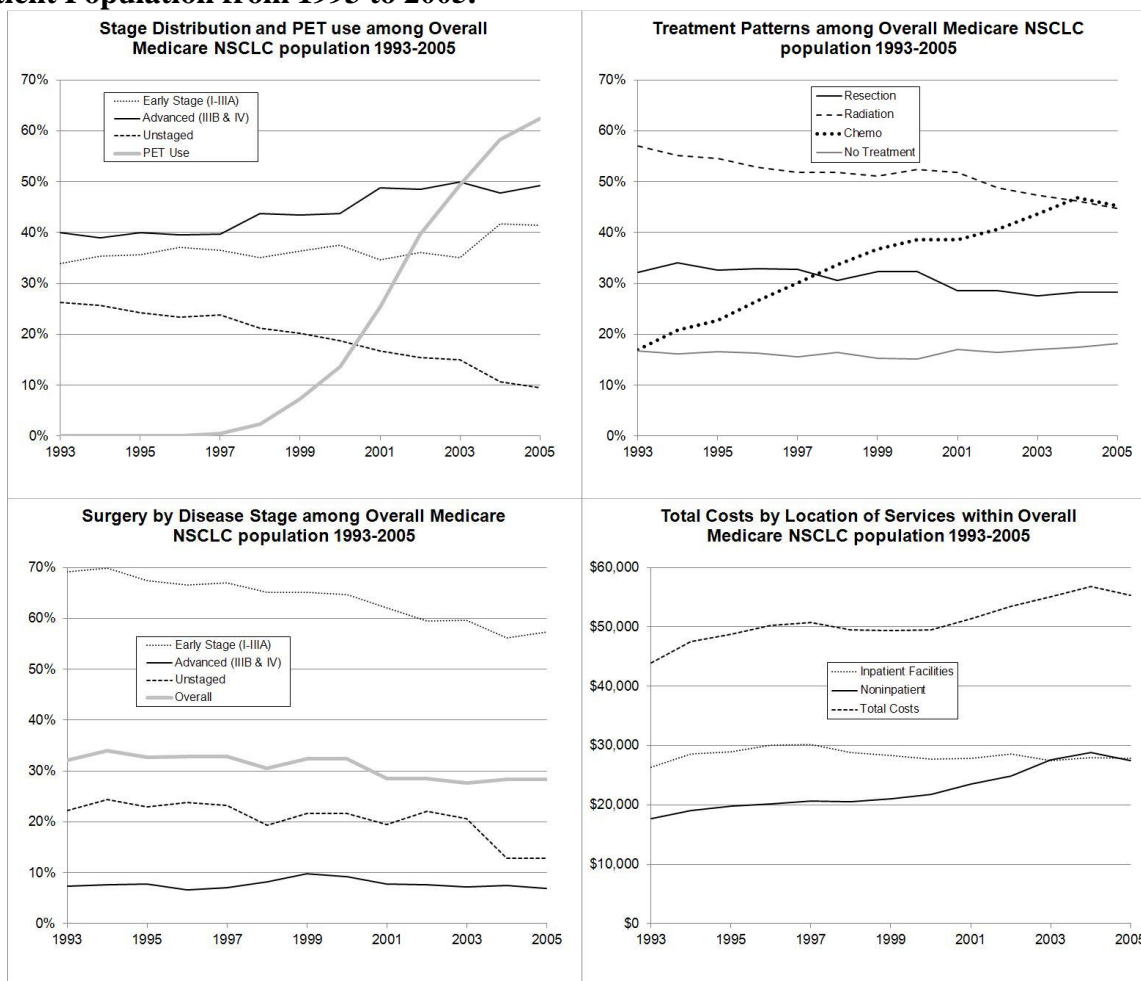 tient Population from 1993 to 2005.
Stage Distribution and PET use among Overall
Medicare NSCLC population 1993-2005
70%
60%
50%
40%
30%
20%
10%
0%
Early Stage (I-IIIA)
Advanced (IIIB & IV)
Unstaged
PET Use
1993 1995 1997 1999 2001 2003 2005
Treatment Patterns among Overall Medicare NSCLC
population 1993-2005
70%
60%
50%
40%
30%
20%
10%
0%
Resection
Radiation
Chemo
No Treatment
1993 1995 1997 1999 2001 2003 2005
Surgery by Disease Stage among Overall Medicare
NSCLC population 1993-2005
70%
60%
50%
40%
30%
20%
10%
0%
Early Stage (I-IIIA)
Advanced (IIIB & IV)
Unstaged
Overall
1993 1995 1997 1999 2001 2003 2005
Total Costs by Location of Services within Overall
Medicare NSCLC population 1993-2005
$60,000
$50,000
$40,000
$30,000
$20,000
$10,000
$0
Inpatient Facilities
Noninpatient
Total Costs
1993 1995 1997 1999 2001 2003 2005